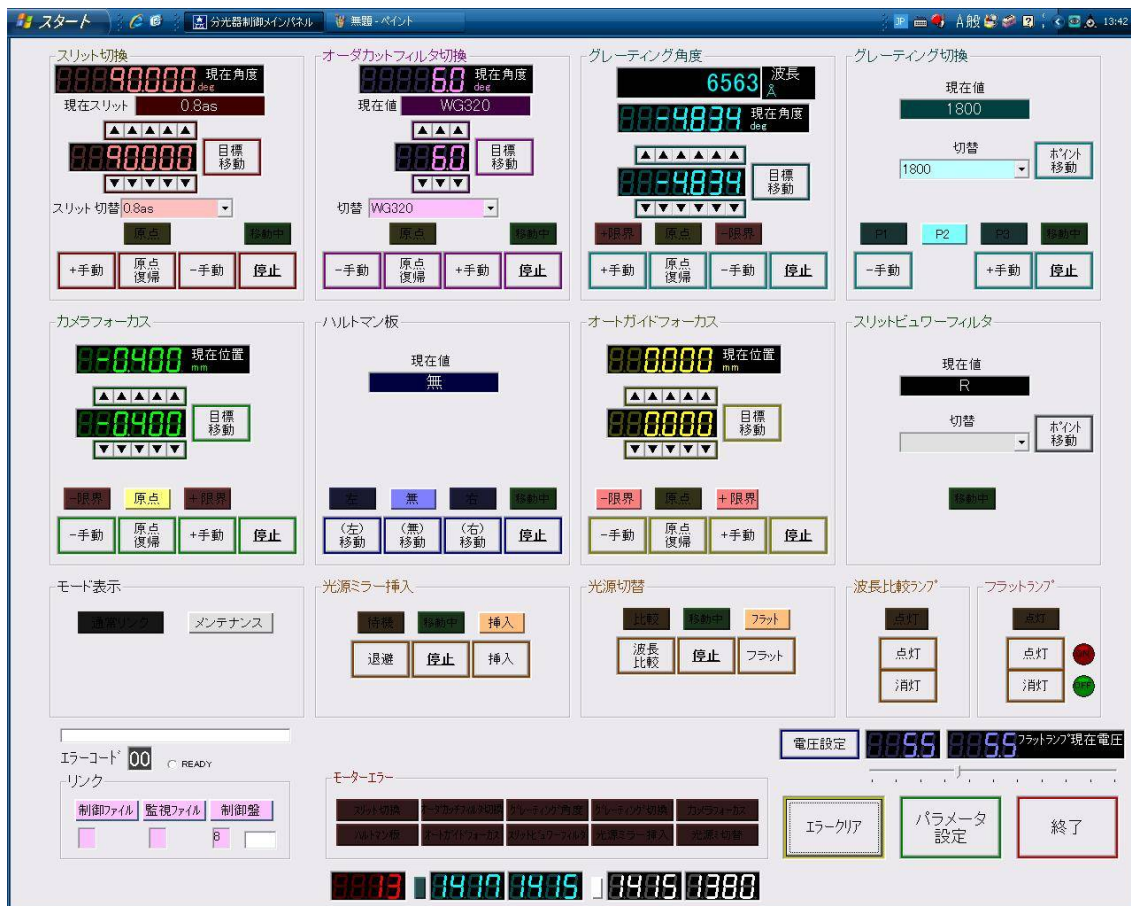 スタート
分光器制御メインパネル
無題 - ペイント
JP
A 般
13:42
スリット切換
90.000 現在角度
deg
現在スリット 0.8as
90.000
目標
移動
スリット切替 0.8as
原点 移動中
+手動
原点
復帰
-手動
停止
オーダカットフィルタ切換
6.0 現在角度
deg
現在値 WG320
6.0
目標
移動
切替 WG320
原点 移動中
-手動
原点
復帰
+手動
停止
グレーティング角度
6563 波長
Å
-4.834 現在角度
deg
-4.834
目標
移動
+限界 原点 -限界
+手動
原点
復帰
-手動
停止
グレーティング切換
現在値
1800
切替
1800
ポイント
移動
P1 P2 P3 移動中
-手動
+手動
停止
カメラフォーカス
-0.400 現在位置
mm
-0.400
目標
移動
-限界 原点 +限界
-手動
原点
復帰
+手動
停止
ハルトマン板
現在値
無
左 無 右 移動中
(左)
移動
(無)
移動
(右)
移動
停止
オートガイドフォーカス
0.000 現在位置
mm
0.000
目標
移動
-限界 原点 +限界
-手動
原点
復帰
+手動
停止
スリットビュワーフィルタ
現在値
R
切替
ポイント
移動
移動中
モード表示
通常リンク メンテナンス
光源ミラー挿入
待機 移動中 挿入
退避 停止 挿入
光源切替
比較 移動中 フラット
波長
比較
停止
フラット
波長比較ランプ
点灯
点灯
消灯
フラットランプ
点灯
点灯 ON
消灯 OFF
エラーコード 00 READY
リンク
制御ファイル 監視ファイル 制御盤
8
モーターエラー
スリット切換 オーダカットフィルタ切換 グレーティング角度 グレーティング切換 カメラフォーカス
ハルトマン板 オートガイドフォーカス スリットビュワーフィルタ 光源ミラー挿入 光源ミ切替
電圧設定 5.5 5.5 フラットランプ現在電圧
エラークリア
パラメータ
設定
終了
13 1417 1415 1415 1380